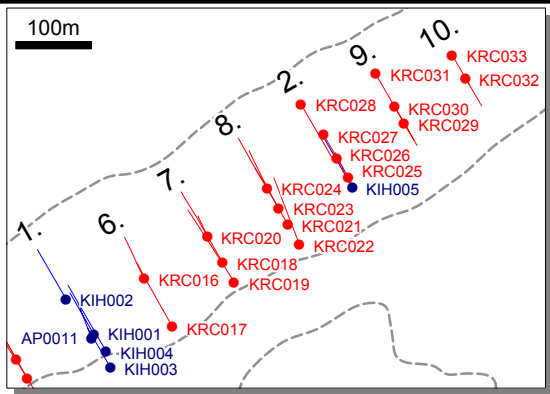 100m
10.
KRC033
9.
KRC031
KRC032
2.
KRC028
KRC030
KRC029
8.
KRC027
KRC026
KRC025
KIH005
7.
KRC024
KRC023
KRC021
KRC022
6.
KRC020
KRC018
KRC019
1.
KRC016
KRC017
KIH002
AP0011
KIH001
KIH004
KIH003